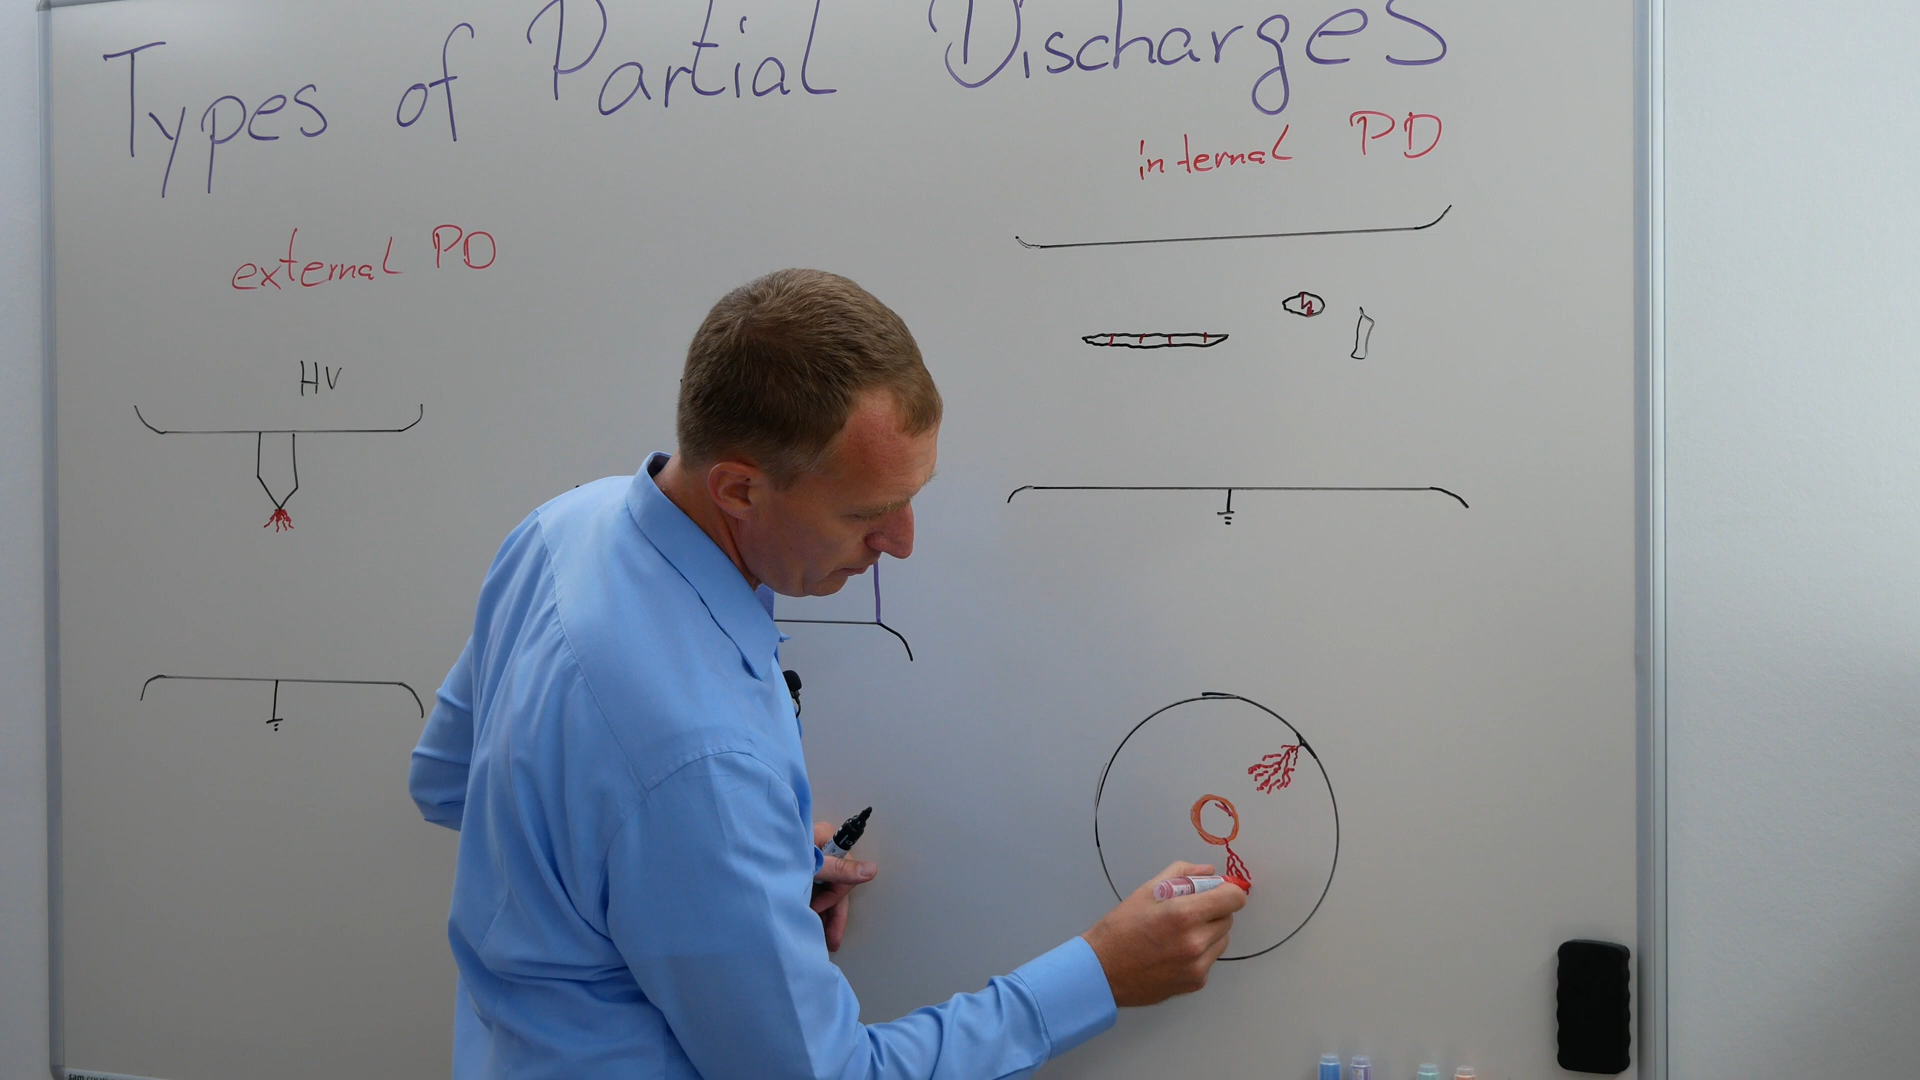 Types of Partial Discharges
internal PD
external PD
HV